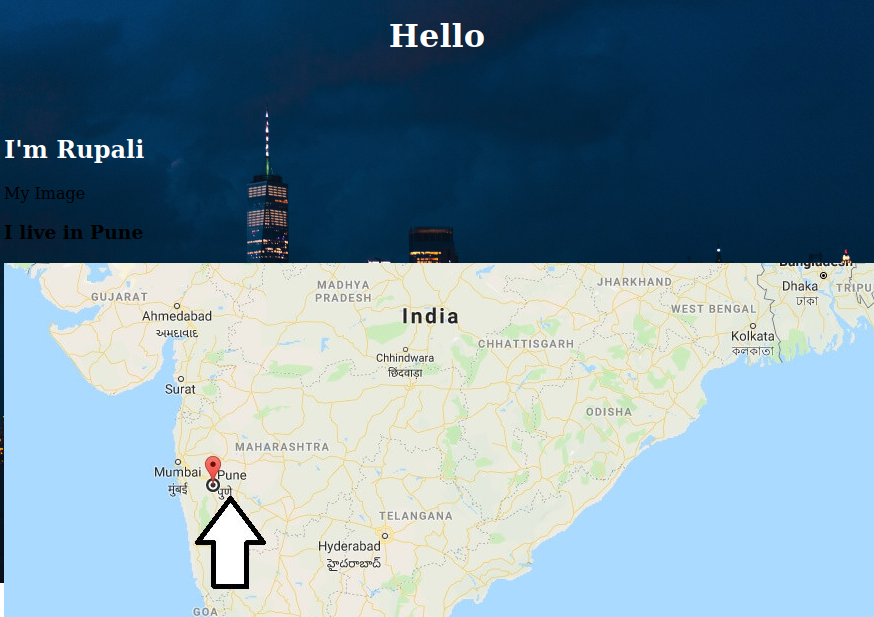 Hello
I'm Rupali
My Image
I live in Pune
Bangladesh
GUJARAT
MADHYA
PRADESH
JHARKHAND
Dhaka
ঢাকা
TRIPU
Ahmedabad
અમદાવાદ
India
WEST BENGAL
Kolkata
কলকাতা
Chhindwara
छिंदवाड़ा
CHHATTISGARH
Surat
ODISHA
MAHARASHTRA
Mumbai
मुंबई
Pune
पुणे
TELANGANA
Hyderabad
హైదరాబాద్
GOA